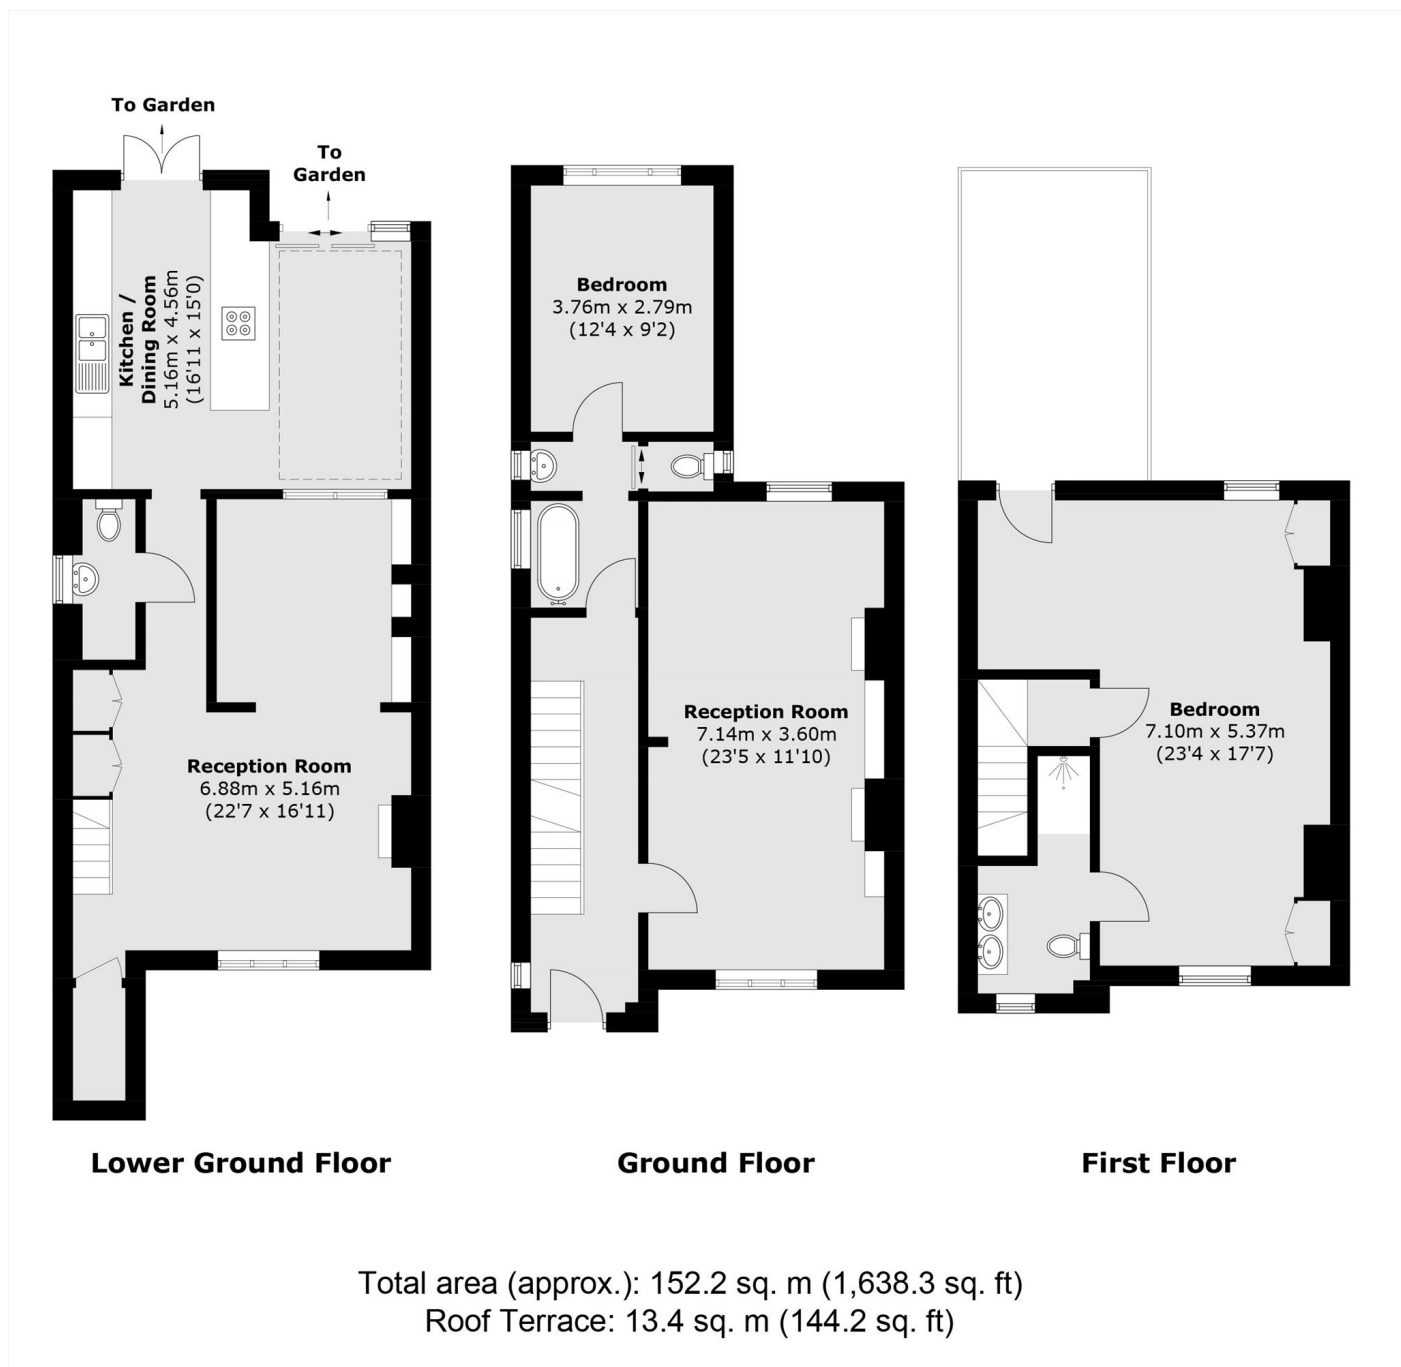 To Garden
To
Garden
Kitchen /
Dining Room
5.16m x 4.56m
(16'11 x 15'0)
Reception Room
6.88m x 5.16m
(22'7 x 16'11)
Bedroom
3.76m x 2.79m
(12'4 x 9'2)
Reception Room
7.14m x 3.60m
(23'5 x 11'10)
Bedroom
7.10m x 5.37m
(23'4 x 17'7)
Lower Ground Floor
Ground Floor
First Floor
Total area (approx.): 152.2 sq. m (1,638.3 sq. ft)
Roof Terrace: 13.4 sq. m (144.2 sq. ft)